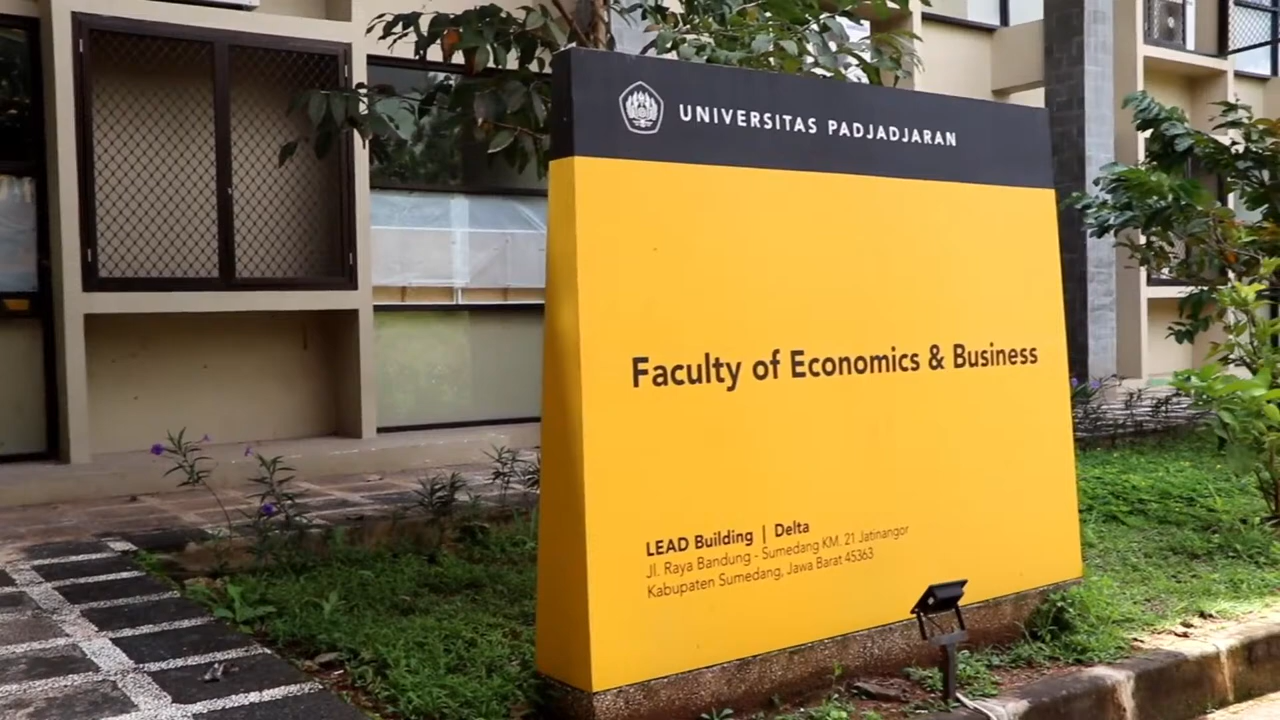 UNIVERSITAS PADJADJARAN
Faculty of Economics & Business
LEAD Building | Delta
Jl. Raya Bandung - Sumedang KM. 21 Jatinangor
Kabupaten Sumedang, Jawa Barat 45363